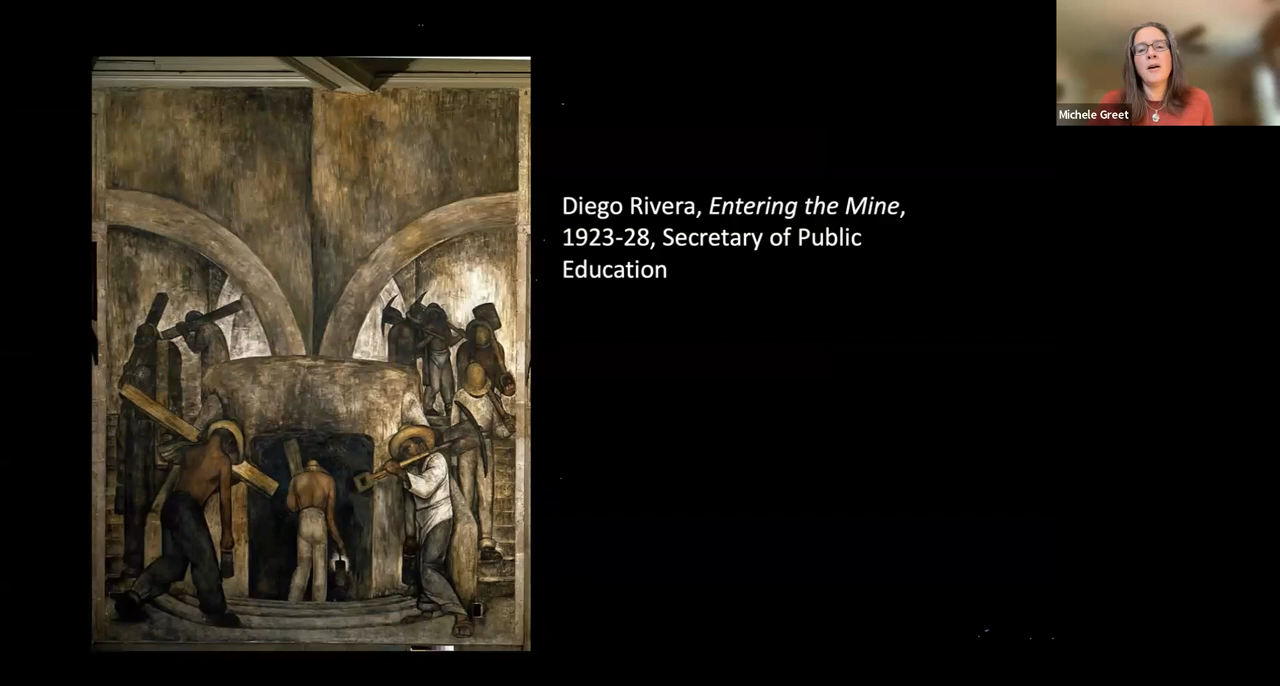 Michele Greet
Diego Rivera, Entering the Mine,
1923-28, Secretary of Public
Education